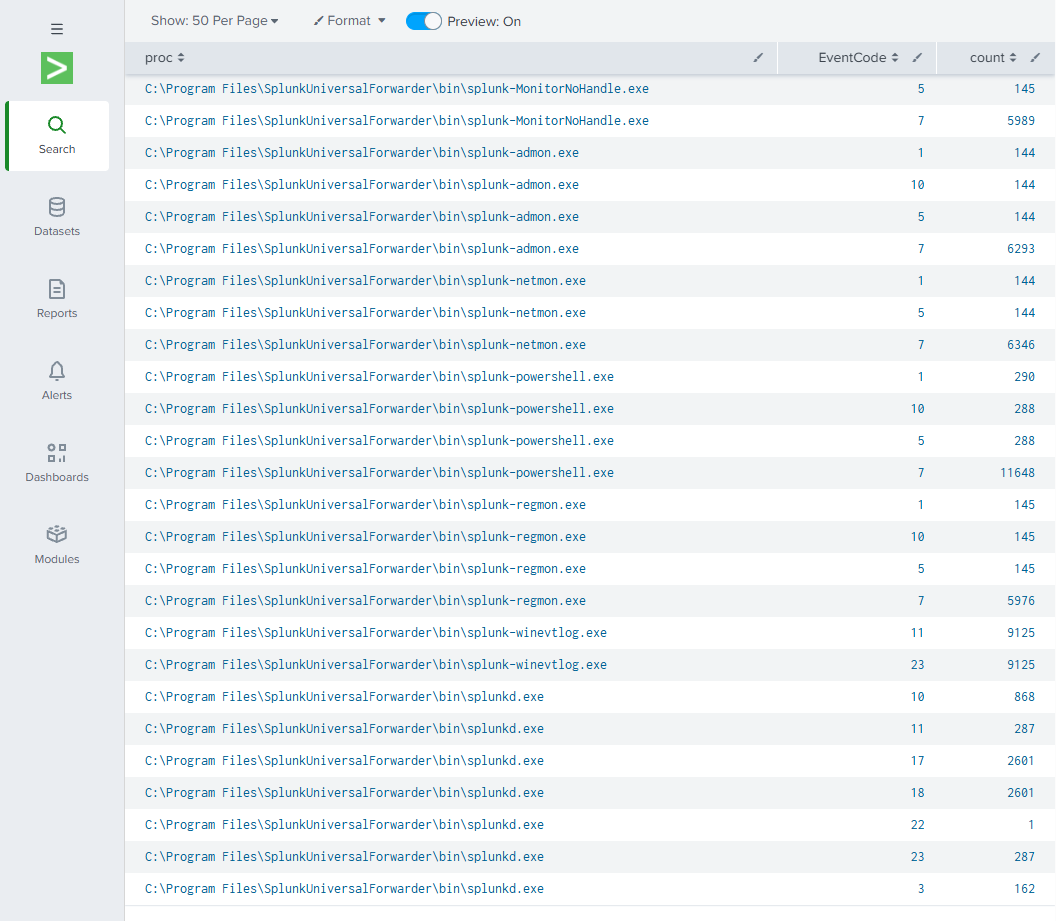 Show: 50 Per Page Format Preview: On
proc EventCode count
C:\Program Files\SplunkUniversalForwarder\bin\splunk-MonitorNoHandle.exe 5 145
C:\Program Files\SplunkUniversalForwarder\bin\splunk-MonitorNoHandle.exe 7 5989
C:\Program Files\SplunkUniversalForwarder\bin\splunk-admon.exe 1 144
C:\Program Files\SplunkUniversalForwarder\bin\splunk-admon.exe 10 144
C:\Program Files\SplunkUniversalForwarder\bin\splunk-admon.exe 5 144
C:\Program Files\SplunkUniversalForwarder\bin\splunk-admon.exe 7 6293
C:\Program Files\SplunkUniversalForwarder\bin\splunk-netmon.exe 1 144
C:\Program Files\SplunkUniversalForwarder\bin\splunk-netmon.exe 5 144
C:\Program Files\SplunkUniversalForwarder\bin\splunk-netmon.exe 7 6346
C:\Program Files\SplunkUniversalForwarder\bin\splunk-powershell.exe 1 290
C:\Program Files\SplunkUniversalForwarder\bin\splunk-powershell.exe 10 288
C:\Program Files\SplunkUniversalForwarder\bin\splunk-powershell.exe 5 288
C:\Program Files\SplunkUniversalForwarder\bin\splunk-powershell.exe 7 11648
C:\Program Files\SplunkUniversalForwarder\bin\splunk-regmon.exe 1 145
C:\Program Files\SplunkUniversalForwarder\bin\splunk-regmon.exe 10 145
C:\Program Files\SplunkUniversalForwarder\bin\splunk-regmon.exe 5 145
C:\Program Files\SplunkUniversalForwarder\bin\splunk-regmon.exe 7 5976
C:\Program Files\SplunkUniversalForwarder\bin\splunk-winevtlog.exe 11 9125
C:\Program Files\SplunkUniversalForwarder\bin\splunk-winevtlog.exe 23 9125
C:\Program Files\SplunkUniversalForwarder\bin\splunkd.exe 10 868
C:\Program Files\SplunkUniversalForwarder\bin\splunkd.exe 11 287
C:\Program Files\SplunkUniversalForwarder\bin\splunkd.exe 17 2601
C:\Program Files\SplunkUniversalForwarder\bin\splunkd.exe 18 2601
C:\Program Files\SplunkUniversalForwarder\bin\splunkd.exe 22 1
C:\Program Files\SplunkUniversalForwarder\bin\splunkd.exe 23 287
C:\Program Files\SplunkUniversalForwarder\bin\splunkd.exe 3 162
Search
Datasets
Reports
Alerts
Dashboards
Modules